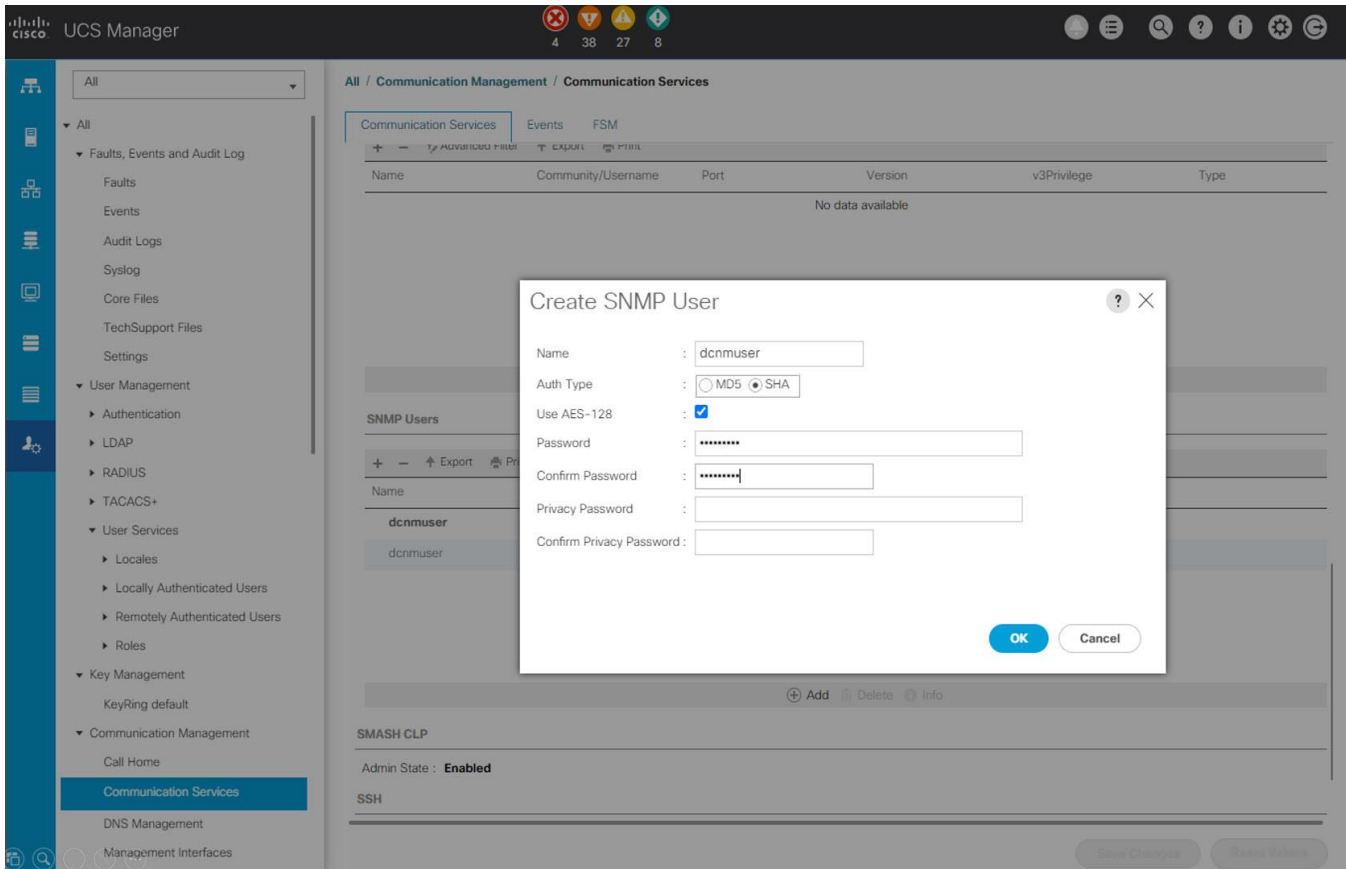 CISCO
UCS Manager
4 38 27 8
All
All
Faults, Events and Audit Log
Faults
Events
Audit Logs
Syslog
Core Files
TechSupport Files
Settings
User Management
Authentication
LDAP
RADIUS
TACACS+
User Services
Locales
Locally Authenticated Users
Remotely Authenticated Users
Roles
Key Management
KeyRing default
Communication Management
Call Home
Communication Services
DNS Management
Management Interfaces
All / Communication Management / Communication Services
Communication Services Events FSM
+ − Advanced Filter Export Print
Name Community/Username Port Version v3Privilege Type
No data available
SNMP Users
+ − Export Pri
Name
dcnmuser
dcnmuser
Add Delete Info
SMASH CLP
Admin State : Enabled
SSH
Save Changes Reset Values
Create SNMP User ?
Name : dcnmuser
Auth Type : MD5 SHA
Use AES-128 :
Password : •••••••••
Confirm Password : •••••••••
Privacy Password :
Confirm Privacy Password :
OK Cancel